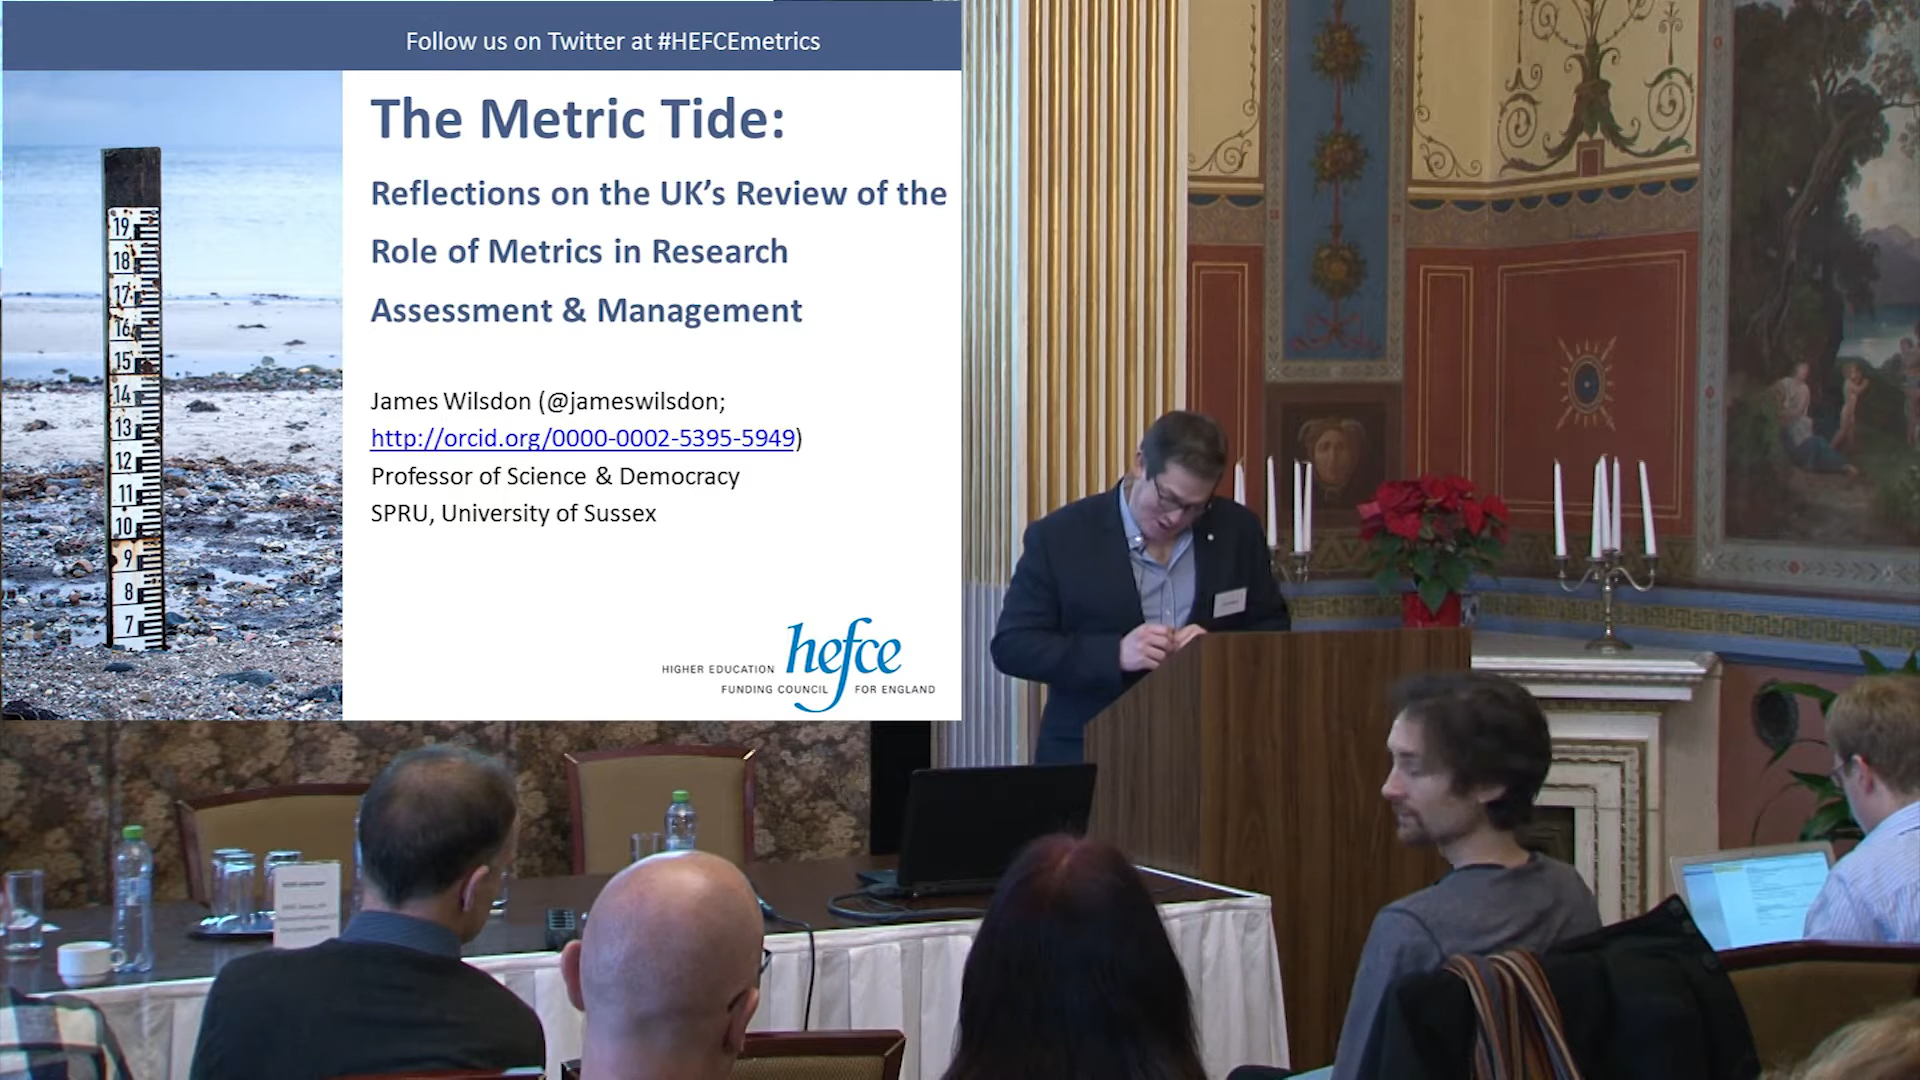 Follow us on Twitter at #HEFCEmetrics
The Metric Tide:
Reflections on the UK’s Review of the
Role of Metrics in Research
Assessment & Management
James Wilsdon (@jameswilsdon;
http://orcid.org/0000-0002-5395-5949)
Professor of Science & Democracy
SPRU, University of Sussex
hefce
HIGHER EDUCATION
FUNDING COUNCIL FOR ENGLAND
19
18
17
16
15
14
13
12
11
10
9
8
7